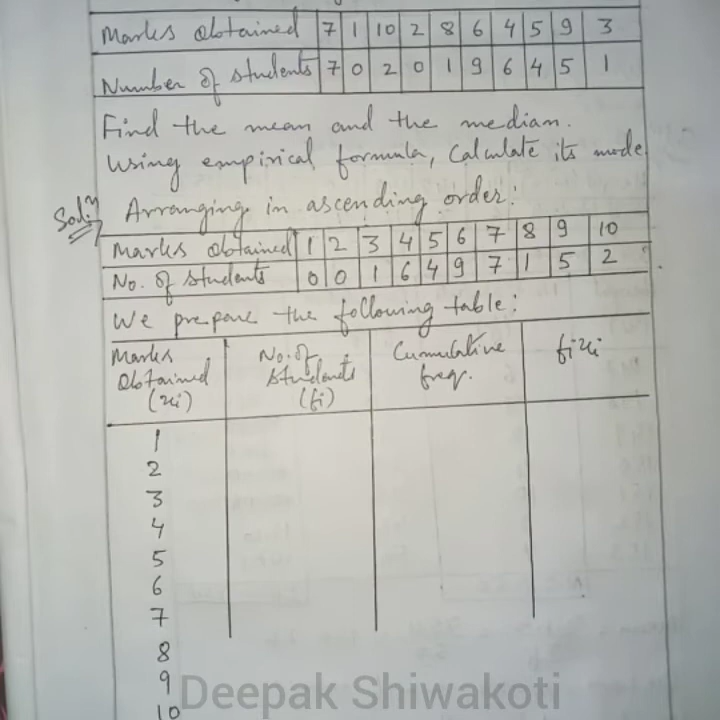 Marks Obtained 7 1 10 2 8 6 4 5 9 3
Number of students 7 0 2 0 1 9 6 4 5 1
Find the mean and the median.
Using empirical formula, Calculate its mode
Sol.ⁿ Arranging in ascending order:
Marks obtained 1 2 3 4 5 6 7 8 9 10
No. of students 0 0 1 6 4 9 7 1 5 2
We prepare the following table:
Marks Obtained (xi) No. of Students (fi) Cumulative freq. fixi
1
2
3
4
5
6
7
8
9
10
Deepak Shiwakoti